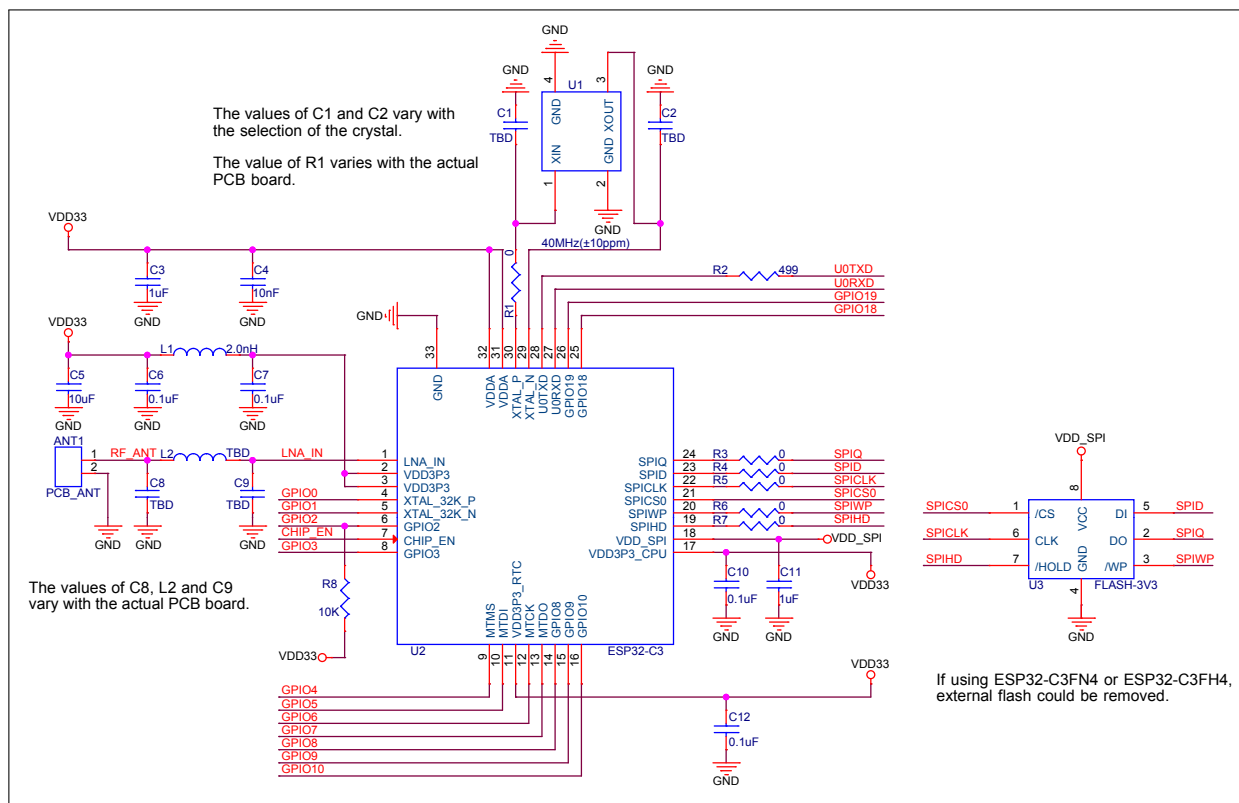 GND
GND
GND
4
3
U1
C1
TBD
GND
XOUT
C2
TBD
XIN
GND
1
2
GND
The values of C1 and C2 vary with
the selection of the crystal.
The value of R1 varies with the actual
PCB board.
VDD33
40MHz(±10ppm)
C3
1uF
GND
C4
10nF
GND
0
R1
R2
499
U0TXD
U0RXD
GPIO19
GPIO18
GND
VDD33
L1
2.0nH
C5
10uF
GND
C6
0.1uF
GND
C7
0.1uF
GND
33
32
31
30
29
28
27
26
25
GND
VDDA
VDDA
XTAL_P
XTAL_N
U0TXD
U0RXD
GPIO19
GPIO18
ANT1
1
2
PCB_ANT
RF_ANT
L2
TBD
LNA_IN
C8
TBD
C9
TBD
GND
GND
GND
GPIO0
GPIO1
GPIO2
CHIP_EN
GPIO3
1
2
3
4
5
6
7
8
LNA_IN
VDD3P3
VDD3P3
XTAL_32K_P
XTAL_32K_N
GPIO2
CHIP_EN
GPIO3
SPIQ
SPID
SPICLK
SPICS0
SPIWP
SPIHD
VDD_SPI
VDD3P3_CPU
24
23
22
21
20
19
18
17
R3
0
SPIQ
R4
0
SPID
R5
0
SPICLK
SPICS0
R6
0
SPIWP
R7
0
SPIHD
VDD_SPI
VDD33
C10
0.1uF
GND
C11
1uF
GND
VDD_SPI
8
SPICS0
1
/CS
VCC
DI
5
SPID
SPICLK
6
CLK
DO
2
SPIQ
SPIHD
7
/HOLD
GND
/WP
3
SPIWP
U3
4
FLASH-3V3
GND
The values of C8, L2 and C9
vary with the actual PCB board.
R8
10K
VDD33
MTMS
MTDI
VDD3P3_RTC
MTCK
MTDO
GPIO8
GPIO9
GPIO10
U2
ESP32-C3
9
10
11
12
13
14
15
16
GPIO4
GPIO5
GPIO6
GPIO7
GPIO8
GPIO9
GPIO10
VDD33
C12
0.1uF
GND
If using ESP32-C3FN4 or ESP32-C3FH4,
external flash could be removed.